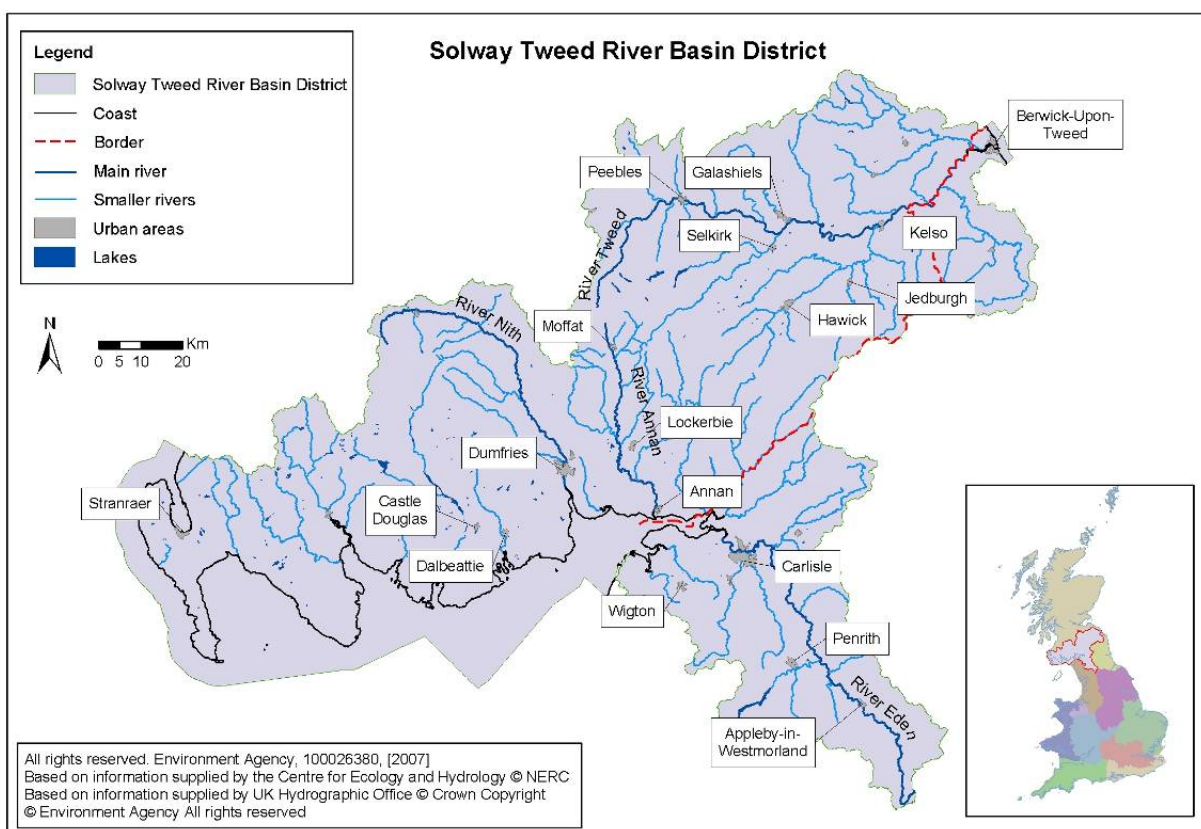 Solway Tweed River Basin District
Legend
Solway Tweed River Basin District
Coast
Border
Main river
Smaller rivers
Urban areas
Lakes
N
0 5 10 20 Km
Berwick-Upon-
Tweed
Peebles
Galashiels
Selkirk
Kelso
River Tweed
Jedburgh
Hawick
River Nith
Moffat
River Annan
Lockerbie
Dumfries
Annan
Stranraer
Castle
Douglas
Dalbeattie
Carlisle
Wigton
Penrith
River Eden
Appleby-in-
Westmorland
All rights reserved. Environment Agency, 100026380, [2007]
Based on information supplied by the Centre for Ecology and Hydrology © NERC
Based on information supplied by UK Hydrographic Office © Crown Copyright
© Environment Agency All rights reserved